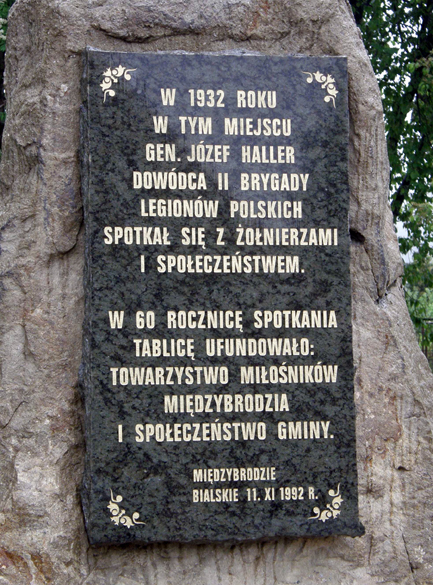 W 1932 ROKU
W TYM MIEJSCU
GEN. JÓZEF HALLER
DOWÓDCA II BRYGADY
LEGIONÓW POLSKICH
SPOTKAŁ SIĘ Z ŻOŁNIERZAMI
I SPOŁECZEŃSTWEM.
W 60 ROCZNICĘ SPOTKANIA
TABLICĘ UFUNDOWAŁO:
TOWARZYSTWO MIŁOŚNIKÓW
MIĘDZYBRODZIA
I SPOŁECZEŃSTWO GMINY.
MIĘDZYBRODZIE
BIALSKIE 11. XI 1992 R.